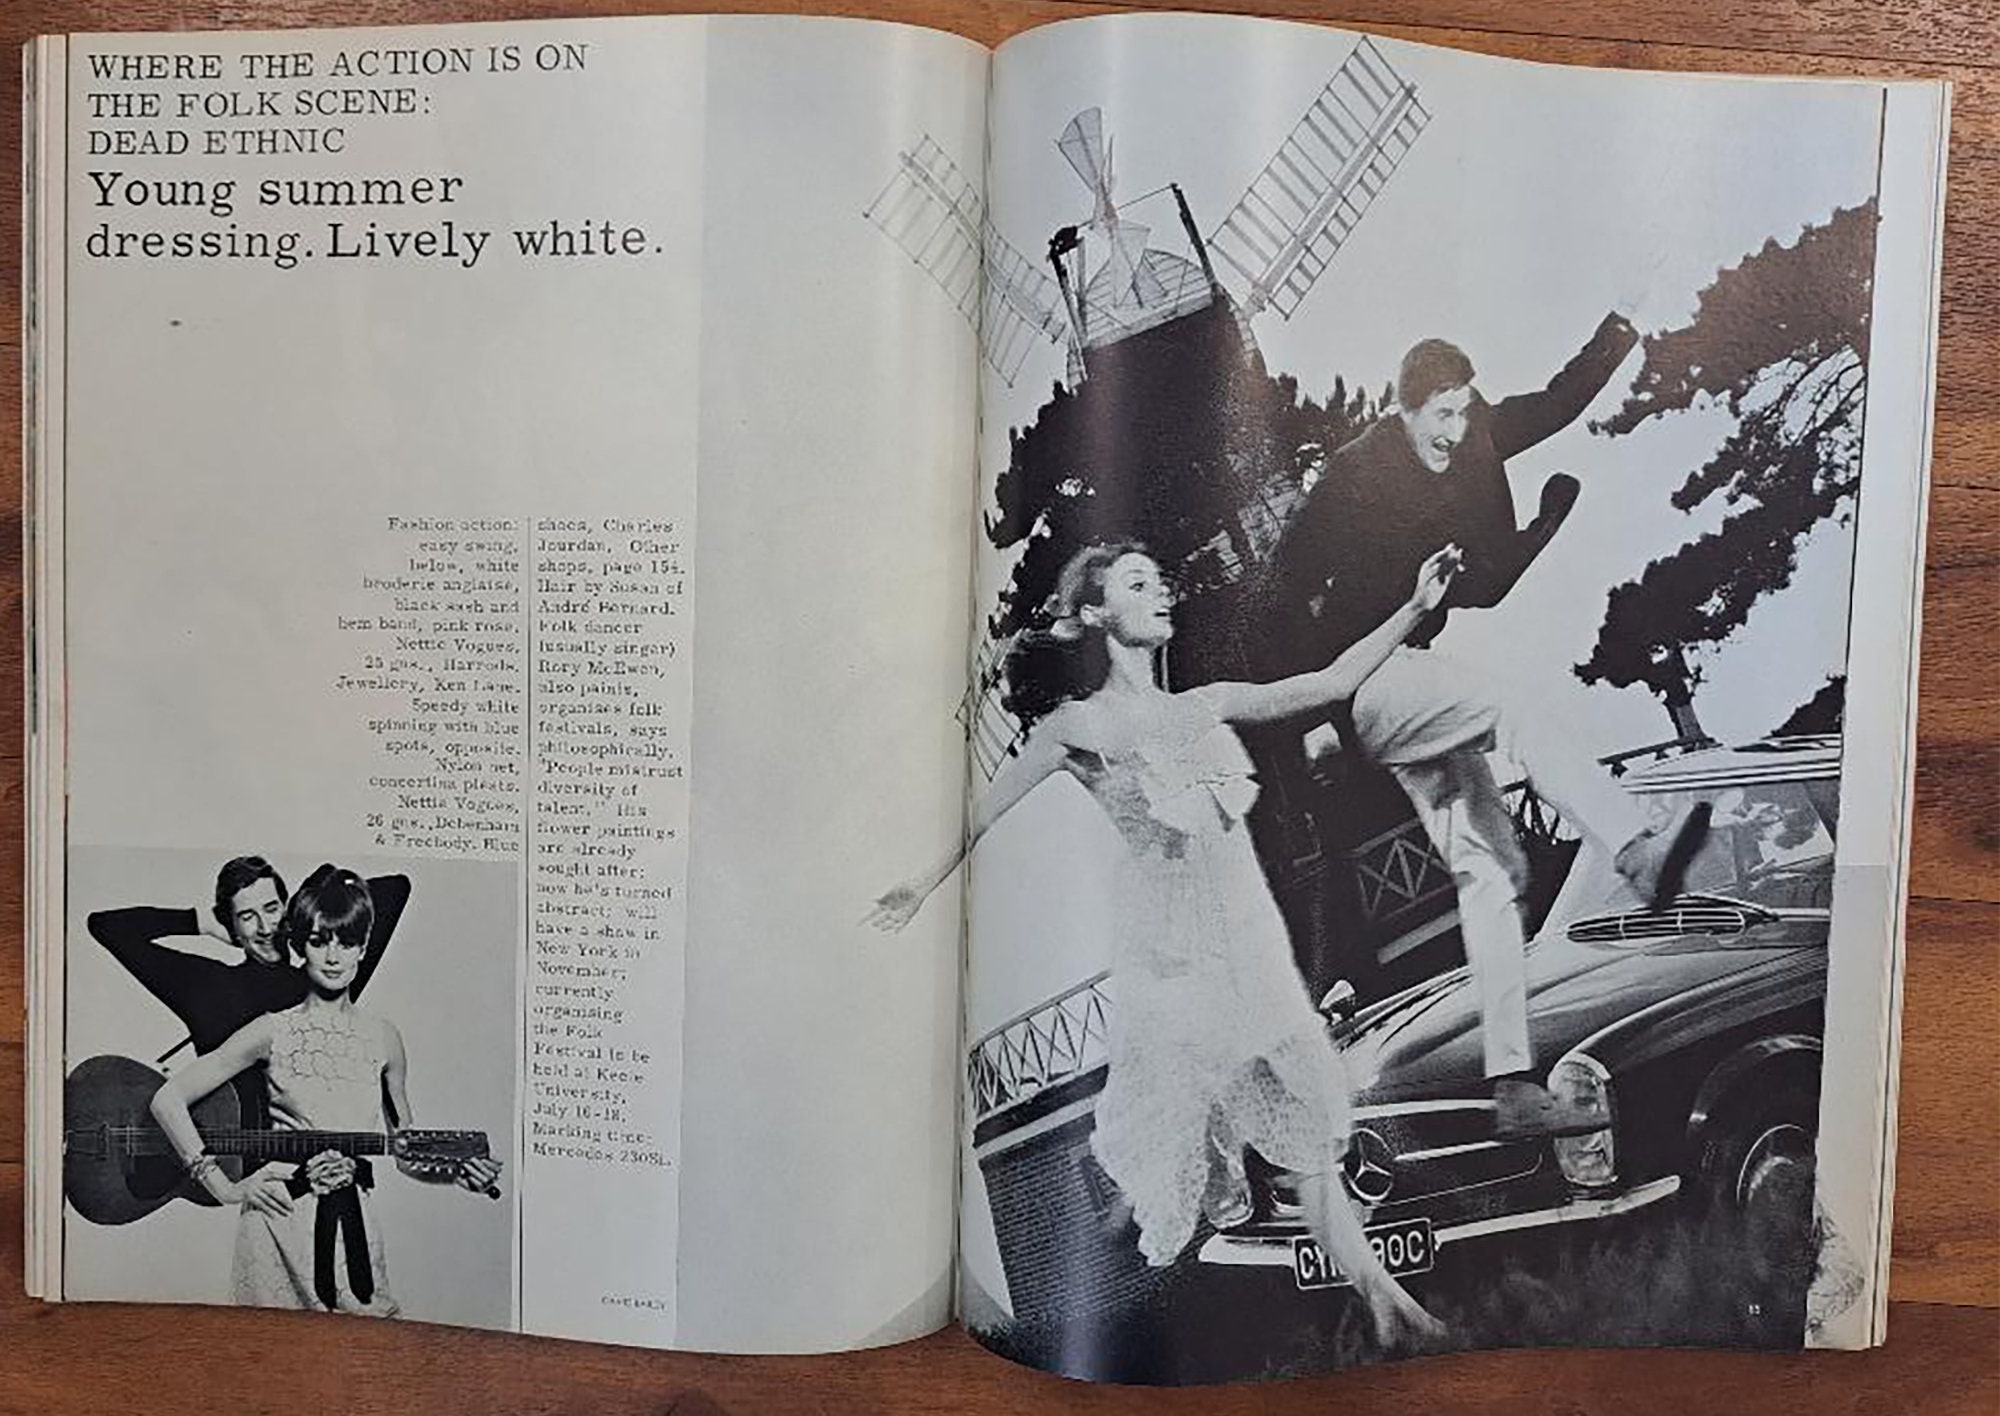 WHERE THE ACTION IS ON
THE FOLK SCENE:
DEAD ETHNIC
Young summer
dressing. Lively white.
Fashion action:
easy swing,
below, white
broderie anglaise,
black sash and
hem band, pink rose,
Nettie Vogues,
25 gns., Harrods.
Jewellery, Ken Lane.
Speedy white
spinning with blue
spots, opposite.
Nylon net,
concertina pleats.
Nettie Vogues,
26 gns., Debenham
& Freebody. Blue
shoes, Charles
Jourdan. Other
shops, page 154.
Hair by Susan of
André Bernard.
Folk dancer
(usually singer)
Rory McEwen,
also paints,
organises folk
festivals, says
philosophically,
"People mistrust
diversity of
talent." His
flower paintings
are already
sought after;
now he's turned
abstract; will
have a show in
New York in
November;
currently
organising
the Folk
Festival to be
held at Keele
University,
July 16-18.
Marking time:
Mercedes 230SL.
DAVID BAILEY